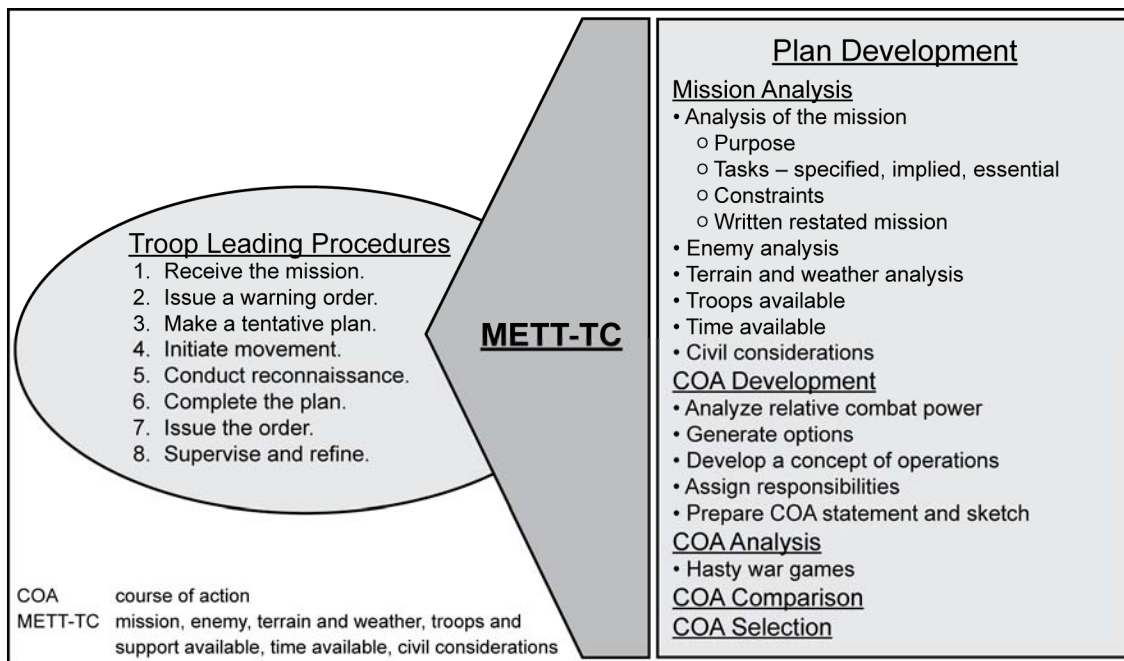 Troop Leading Procedures
1. Receive the mission.
2. Issue a warning order.
3. Make a tentative plan.
4. Initiate movement.
5. Conduct reconnaissance.
6. Complete the plan.
7. Issue the order.
8. Supervise and refine.
METT-TC
Plan Development
Mission Analysis
• Analysis of the mission
o Purpose
o Tasks – specified, implied, essential
o Constraints
o Written restated mission
• Enemy analysis
• Terrain and weather analysis
• Troops available
• Time available
• Civil considerations
COA Development
• Analyze relative combat power
• Generate options
• Develop a concept of operations
• Assign responsibilities
• Prepare COA statement and sketch
COA Analysis
• Hasty war games
COA Comparison
COA Selection
COA course of action
METT-TC mission, enemy, terrain and weather, troops and
support available, time available, civil considerations